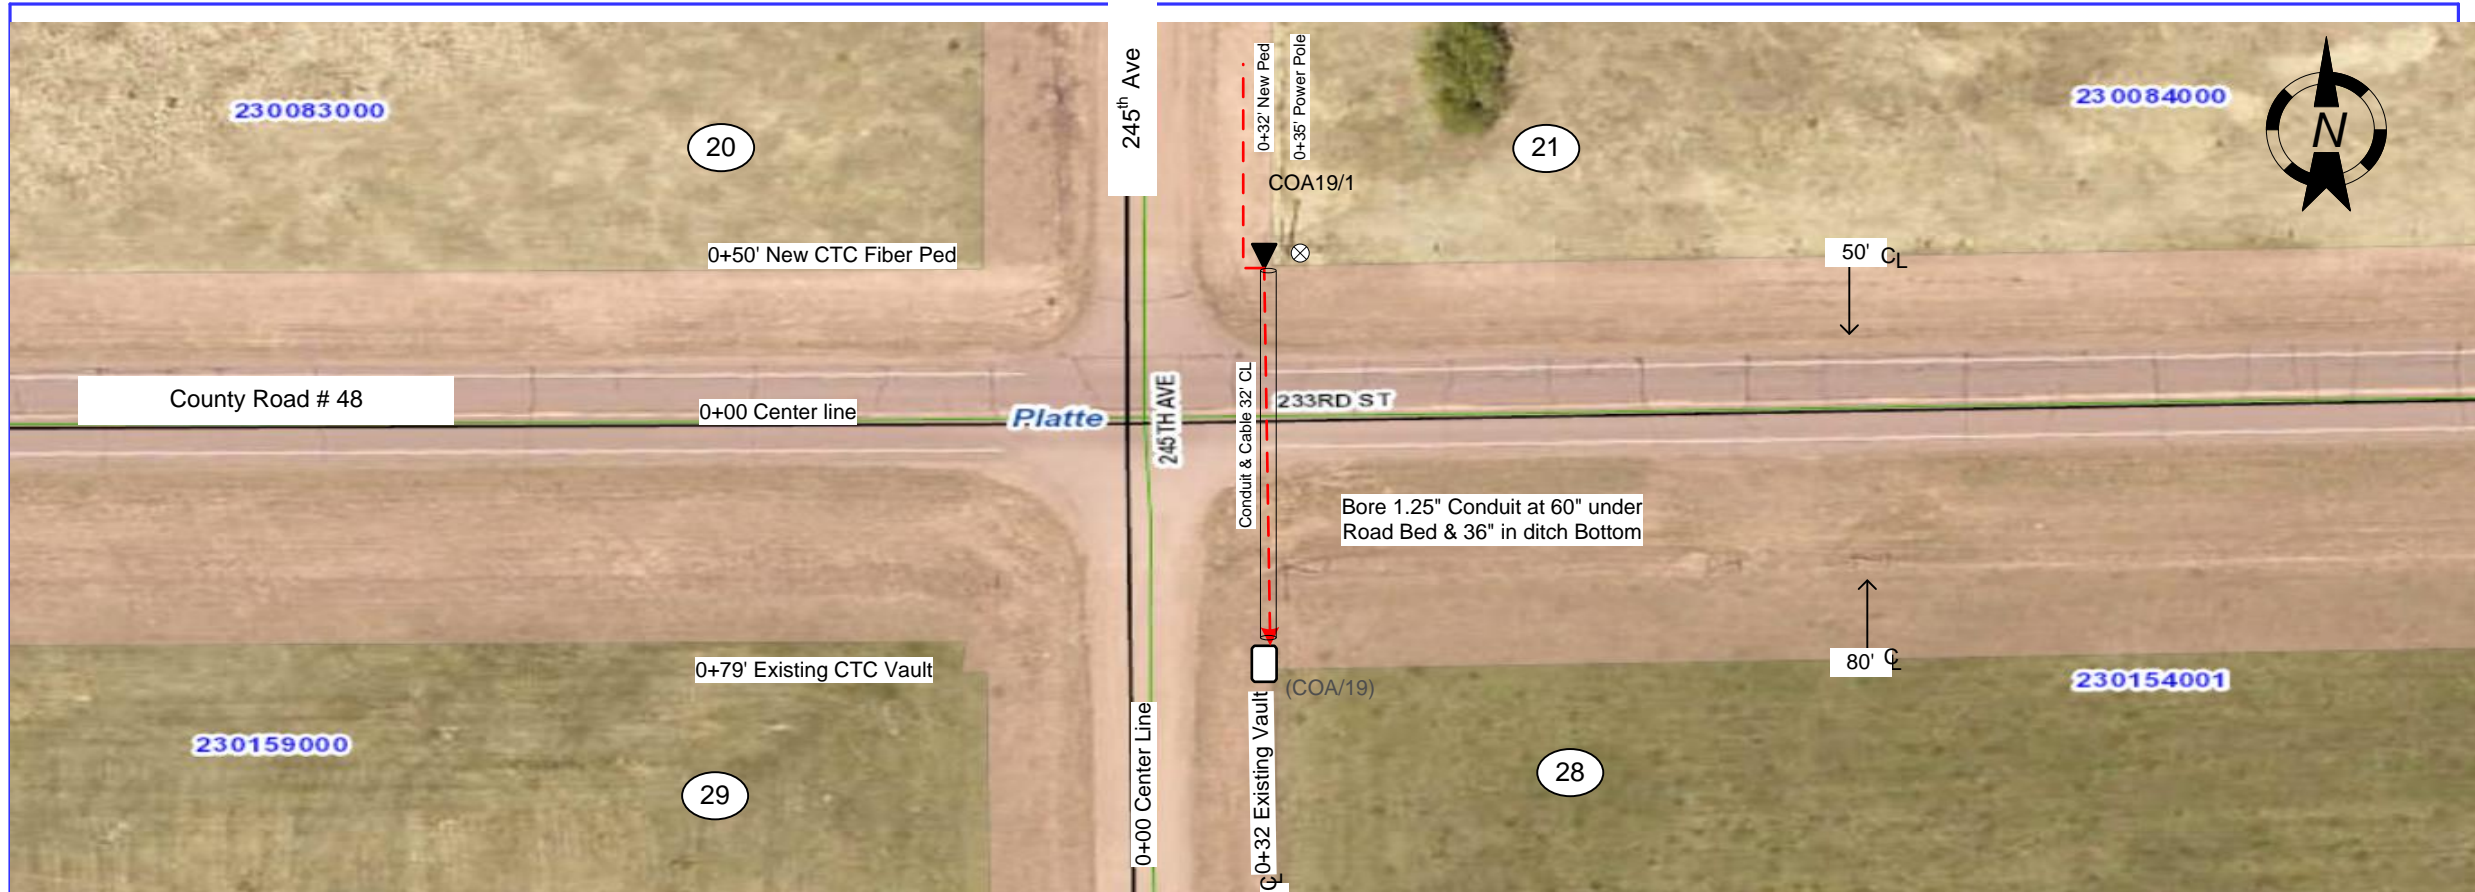 245th Ave
0+32' New Ped
0+35' Power Pole
230083000
20
21
230084000
N
COA19/1
0+50' New CTC Fiber Ped
50' CL
County Road # 48
0+00 Center line
Platte
245TH AVE
Conduit & Cable 32' CL
233RD ST
Bore 1.25" Conduit at 60" under
Road Bed & 36" in ditch Bottom
0+79' Existing CTC Vault
80' CL
(COA/19)
230154001
230159000
29
0+00 Center Line
0+32 Existing Vault
CL
28